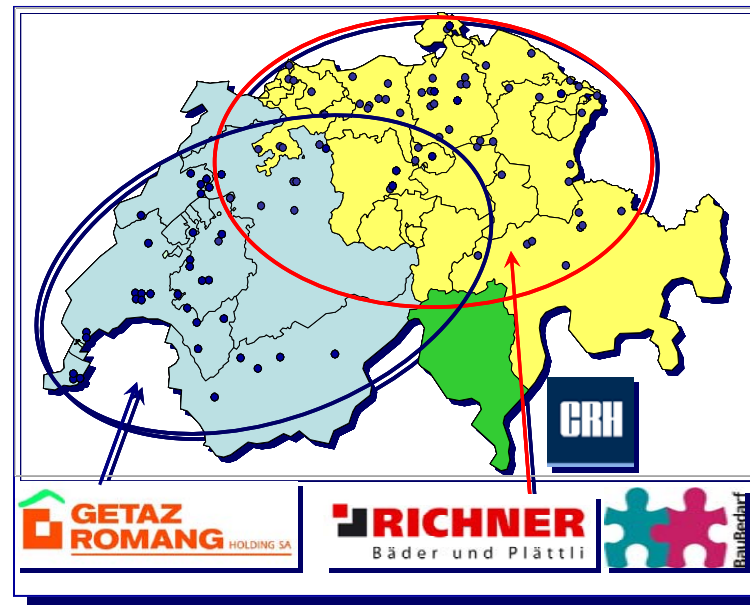 CRH
GETAZ
ROMANG HOLDING SA
RICHNER
Bäder und Plättli
BauBedarf